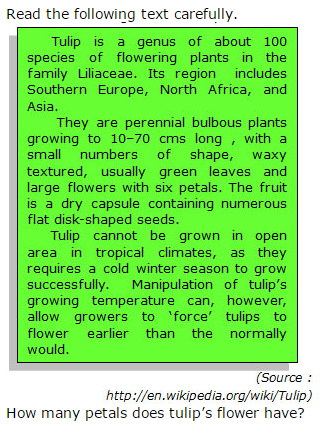 Read the following text carefully.
Tulip is a genus of about 100
species of flowering plants in the
family Liliaceae. Its region includes
Southern Europe, North Africa, and
Asia.
They are perennial bulbous plants
growing to 10–70 cms long , with a
small numbers of shape, waxy
textured, usually green leaves and
large flowers with six petals. The fruit
is a dry capsule containing numerous
flat disk-shaped seeds.
Tulip cannot be grown in open
area in tropical climates, as they
requires a cold winter season to grow
successfully. Manipulation of tulip’s
growing temperature can, however,
allow growers to ‘force’ tulips to
flower earlier than the normally
would.
(Source :
http://en.wikipedia.org/wiki/Tulip)
How many petals does tulip’s flower have?